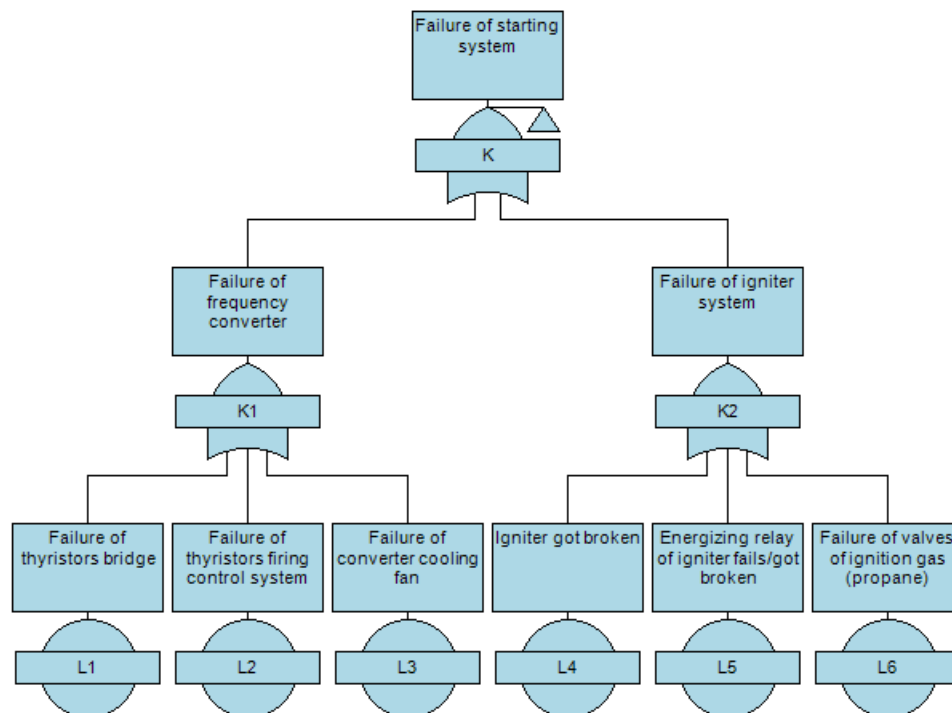 Failure of starting
system
K
Failure of
frequency
converter
Failure of igniter
system
K1
K2
Failure of
thyristors bridge
Failure of
thyristors firing
control system
Failure of
converter cooling
fan
Igniter got broken
Energizing relay
of igniter fails/got
broken
Failure of valves
of ignition gas
(propane)
L1
L2
L3
L4
L5
L6